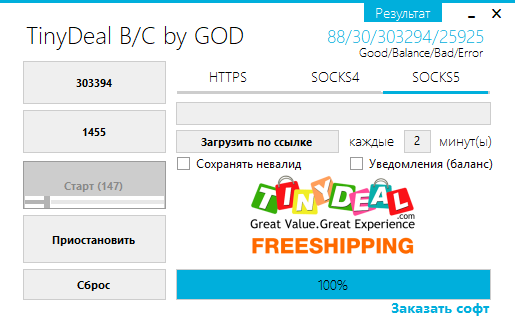 Результат
TinyDeal B/C by GOD
88/30/303294/25925
Good/Balance/Bad/Error
303394
HTTPS
SOCKS4
SOCKS5
1455
Загрузить по ссылке
каждые
2
минут(ы)
Сохранять невалид
Уведомления (баланс)
Старт (147)
TINYDEAL
.com
Great Value.Great Experience
FREESHIPPING
Приостановить
Сброс
100%
Заказать софт